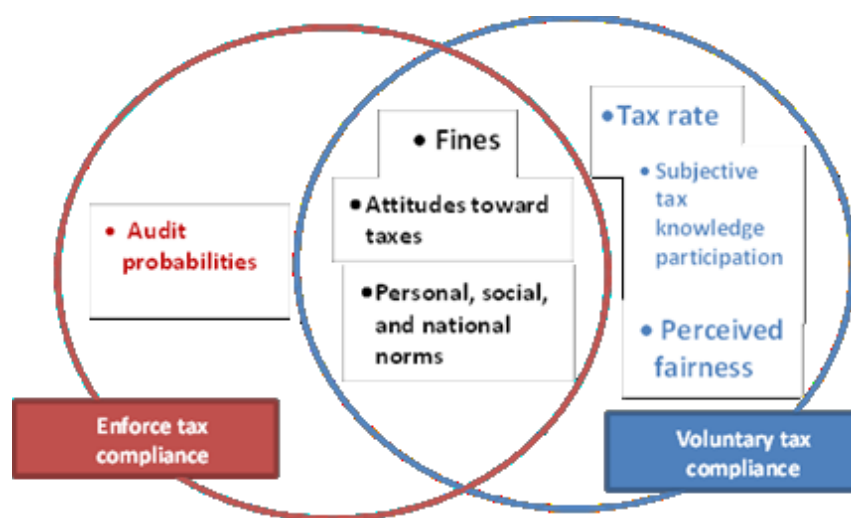 • Audit
probabilities
• Fines
• Attitudes toward
taxes
• Personal, social,
and national
norms
• Tax rate
• Subjective
tax
knowledge
participation
• Perceived
fairness
Enforce tax
compliance
Voluntary tax
compliance